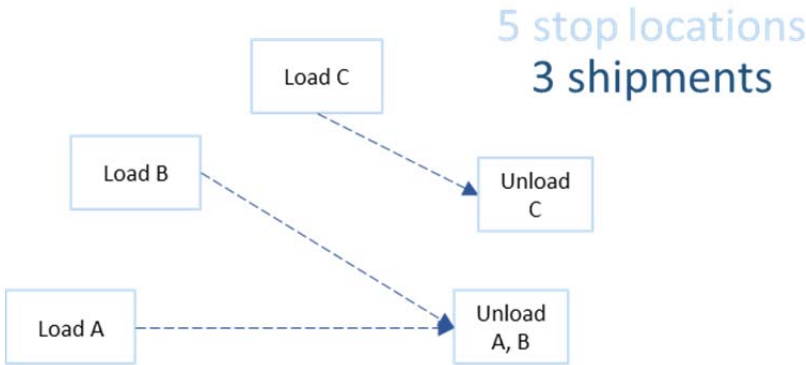 5 stop locations
3 shipments
Load C
Load B
Unload
C
Load A
Unload
A, B